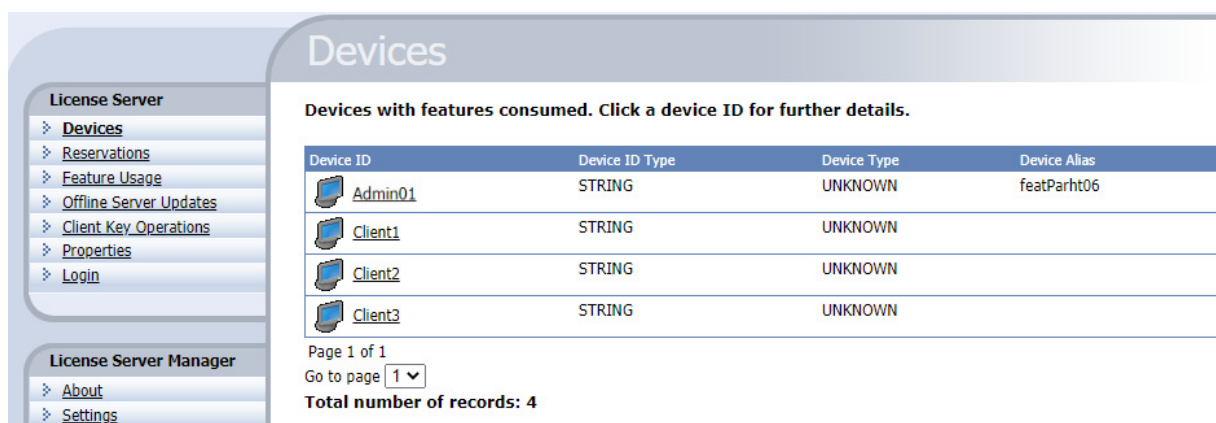 Devices
License Server
Devices
Reservations
Feature Usage
Offline Server Updates
Client Key Operations
Properties
Login
License Server Manager
About
Settings
Devices with features consumed. Click a device ID for further details.
Device ID Device ID Type Device Type Device Alias
Admin01 STRING UNKNOWN featParht06
Client1 STRING UNKNOWN
Client2 STRING UNKNOWN
Client3 STRING UNKNOWN
Page 1 of 1
Go to page 1
Total number of records: 4